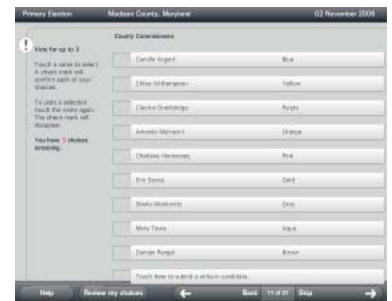 Primary Election Madison County, Maryland 02 November 2006
County Commissioners
Vote for up to 3
Touch a name to select.
A check mark will
confirm each of your
choices.
To undo a selection
touch the name again.
The check mark will
disappear.
You have 3 choices
remaining.
Camille Argent Blue
Chloe Witherspoon Yellow
Clayton Purple
Amanda Orange
Charlene Hennessey Pink
Eric Gold
Sheila Moskowitz Gray
Mary Tawa Aqua
Damian Rangel Brown
Touch here to submit a write-in candidate.
Help Review my choices Back 11 of 21 Skip